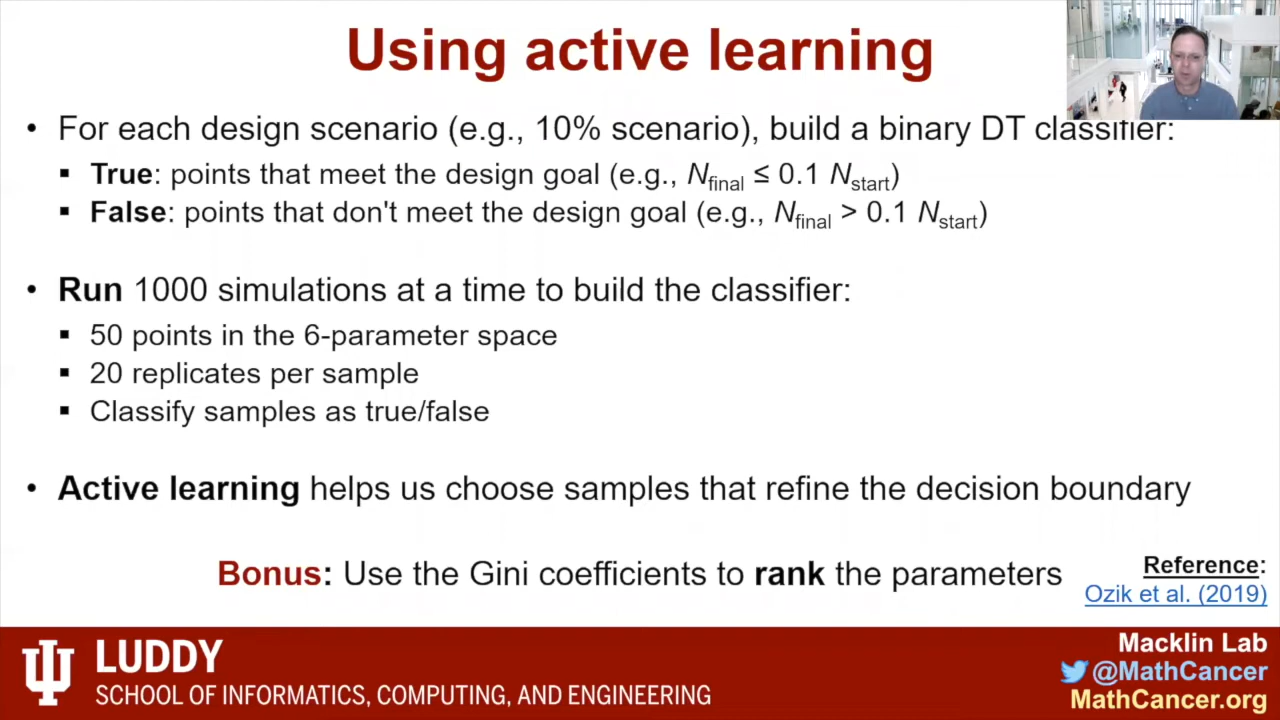 Using active learning
• For each design scenario (e.g., 10% scenario), build a binary DT classifier:
▪ True: points that meet the design goal (e.g., Nfinal ≤ 0.1 Nstart)
▪ False: points that don't meet the design goal (e.g., Nfinal > 0.1 Nstart)
• Run 1000 simulations at a time to build the classifier:
▪ 50 points in the 6-parameter space
▪ 20 replicates per sample
▪ Classify samples as true/false
• Active learning helps us choose samples that refine the decision boundary
Bonus: Use the Gini coefficients to rank the parameters
Reference:
Ozik et al. (2019)
LUDDY
SCHOOL OF INFORMATICS, COMPUTING, AND ENGINEERING
Macklin Lab
@MathCancer
MathCancer.org